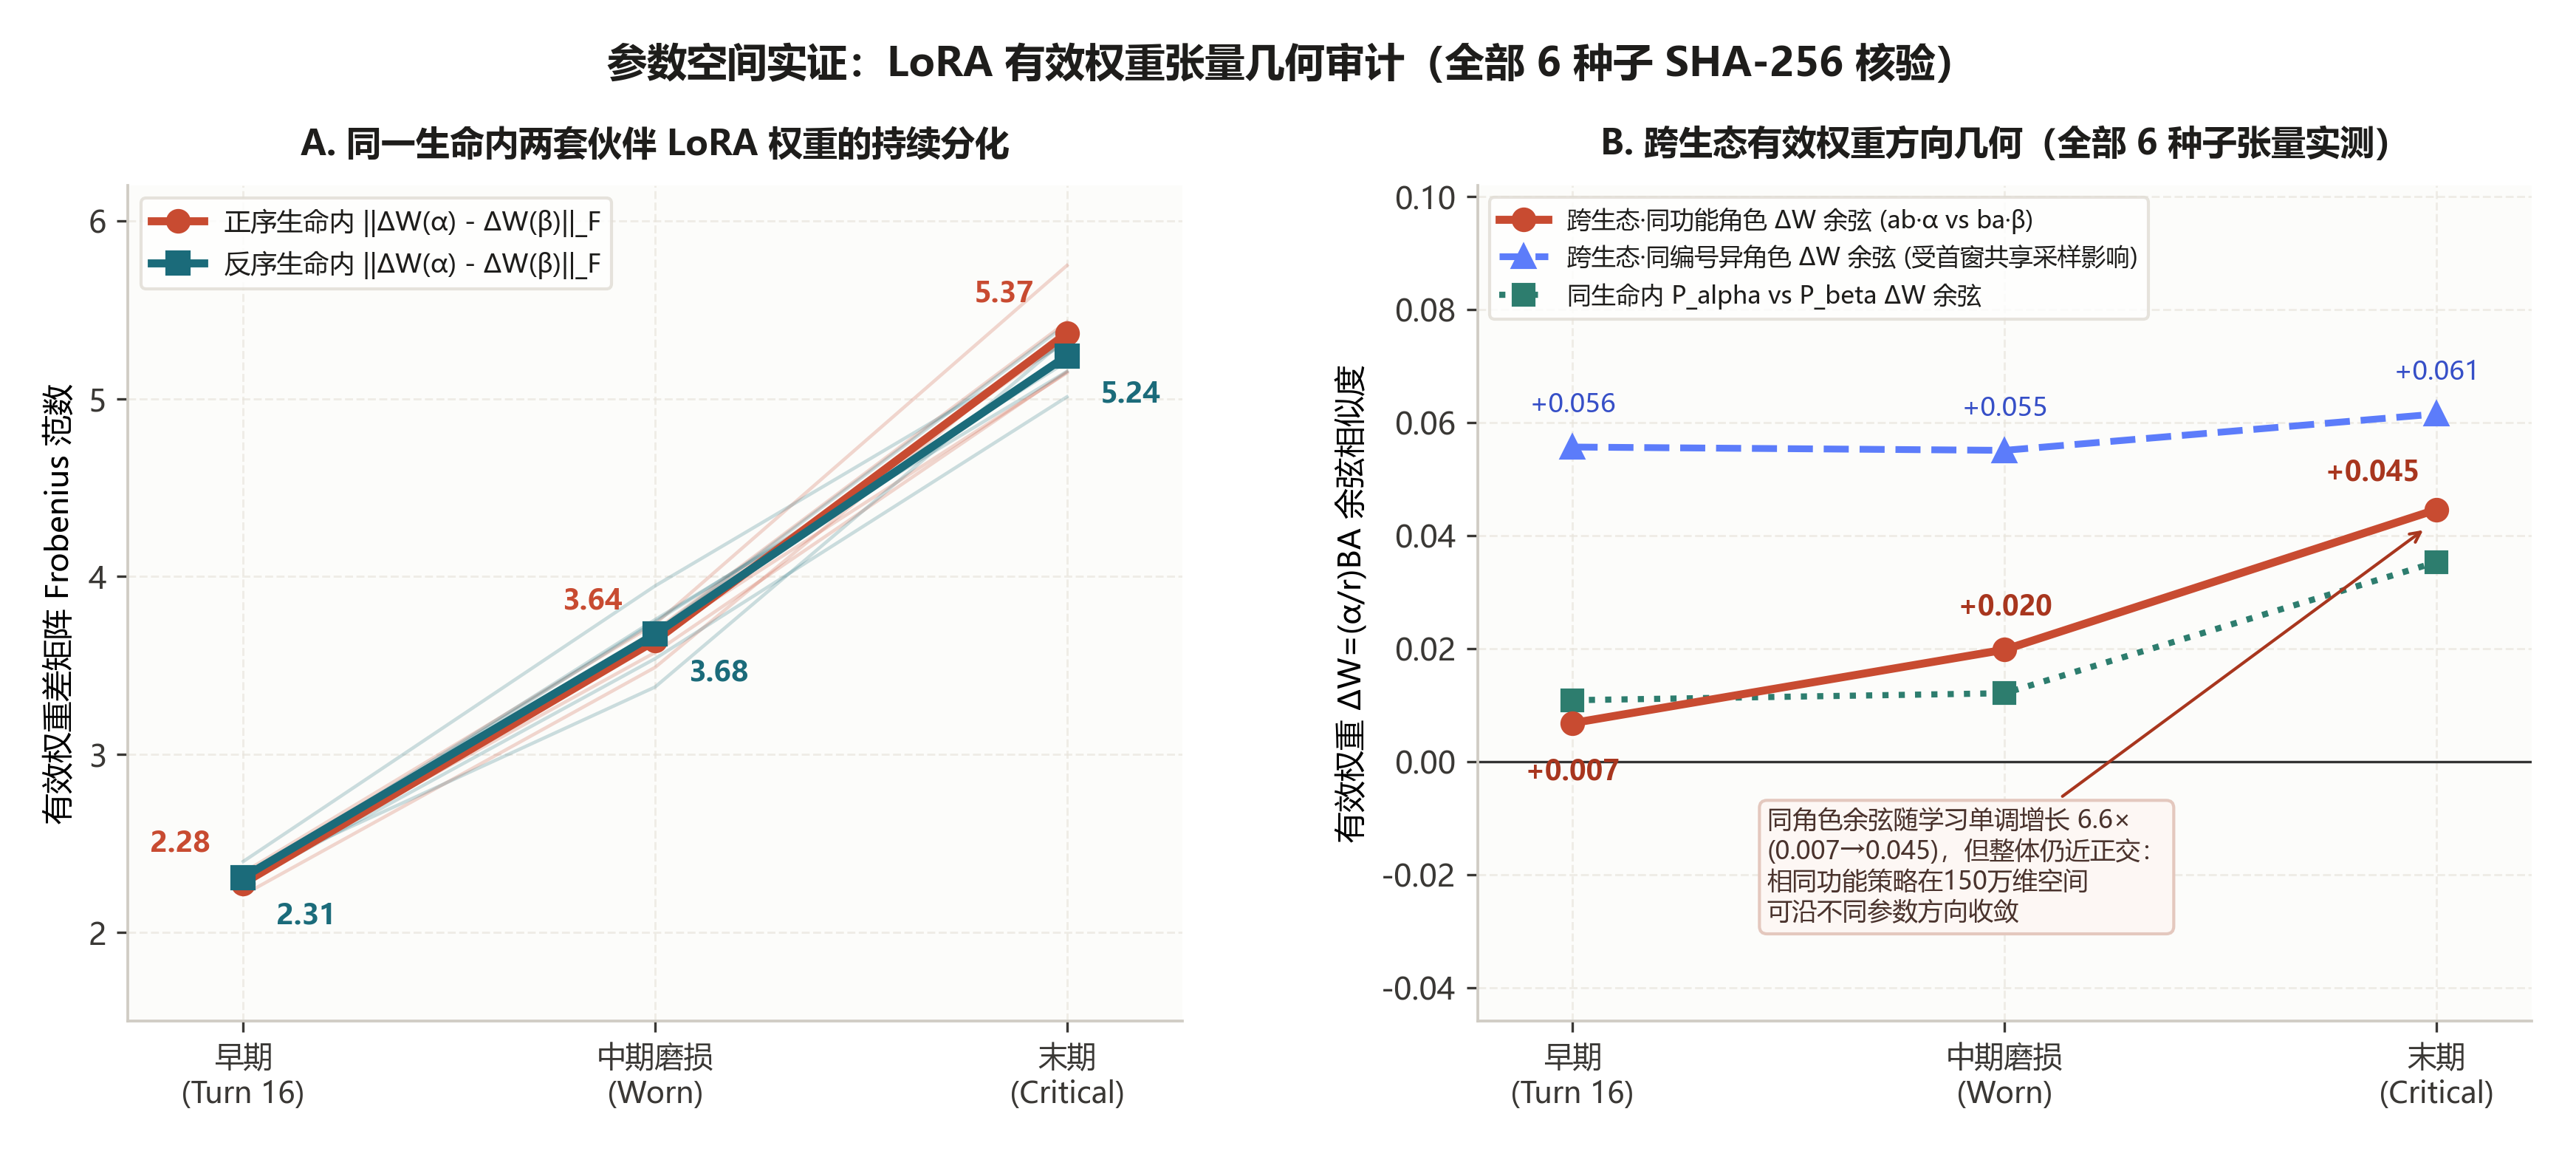 参数空间实证：LoRA 有效权重张量几何审计（全部 6 种子 SHA-256 核验）
A. 同一生命内两套伙伴 LoRA 权重的持续分化
正序生命内 ||ΔW(α) - ΔW(β)||_F
反序生命内 ||ΔW(α) - ΔW(β)||_F
有效权重差矩阵 Frobenius 范数
6
5
4
3
2
2.28
2.31
3.64
3.68
5.37
5.24
早期
(Turn 16)
中期磨损
(Worn)
末期
(Critical)
B. 跨生态有效权重方向几何（全部 6 种子张量实测）
跨生态·同功能角色 ΔW 余弦 (ab·α vs ba·β)
跨生态·同编号异角色 ΔW 余弦 (受首窗共享采样影响)
同生命内 P_alpha vs P_beta ΔW 余弦
有效权重 ΔW=(α/r)BA 余弦相似度
0.10
0.08
0.06
0.04
0.02
0.00
-0.02
-0.04
+0.056
+0.055
+0.061
+0.045
+0.020
+0.007
同角色余弦随学习单调增长 6.6×
(0.007→0.045)，但整体仍近正交：
相同功能策略在150万维空间
可沿不同参数方向收敛
早期
(Turn 16)
中期磨损
(Worn)
末期
(Critical)